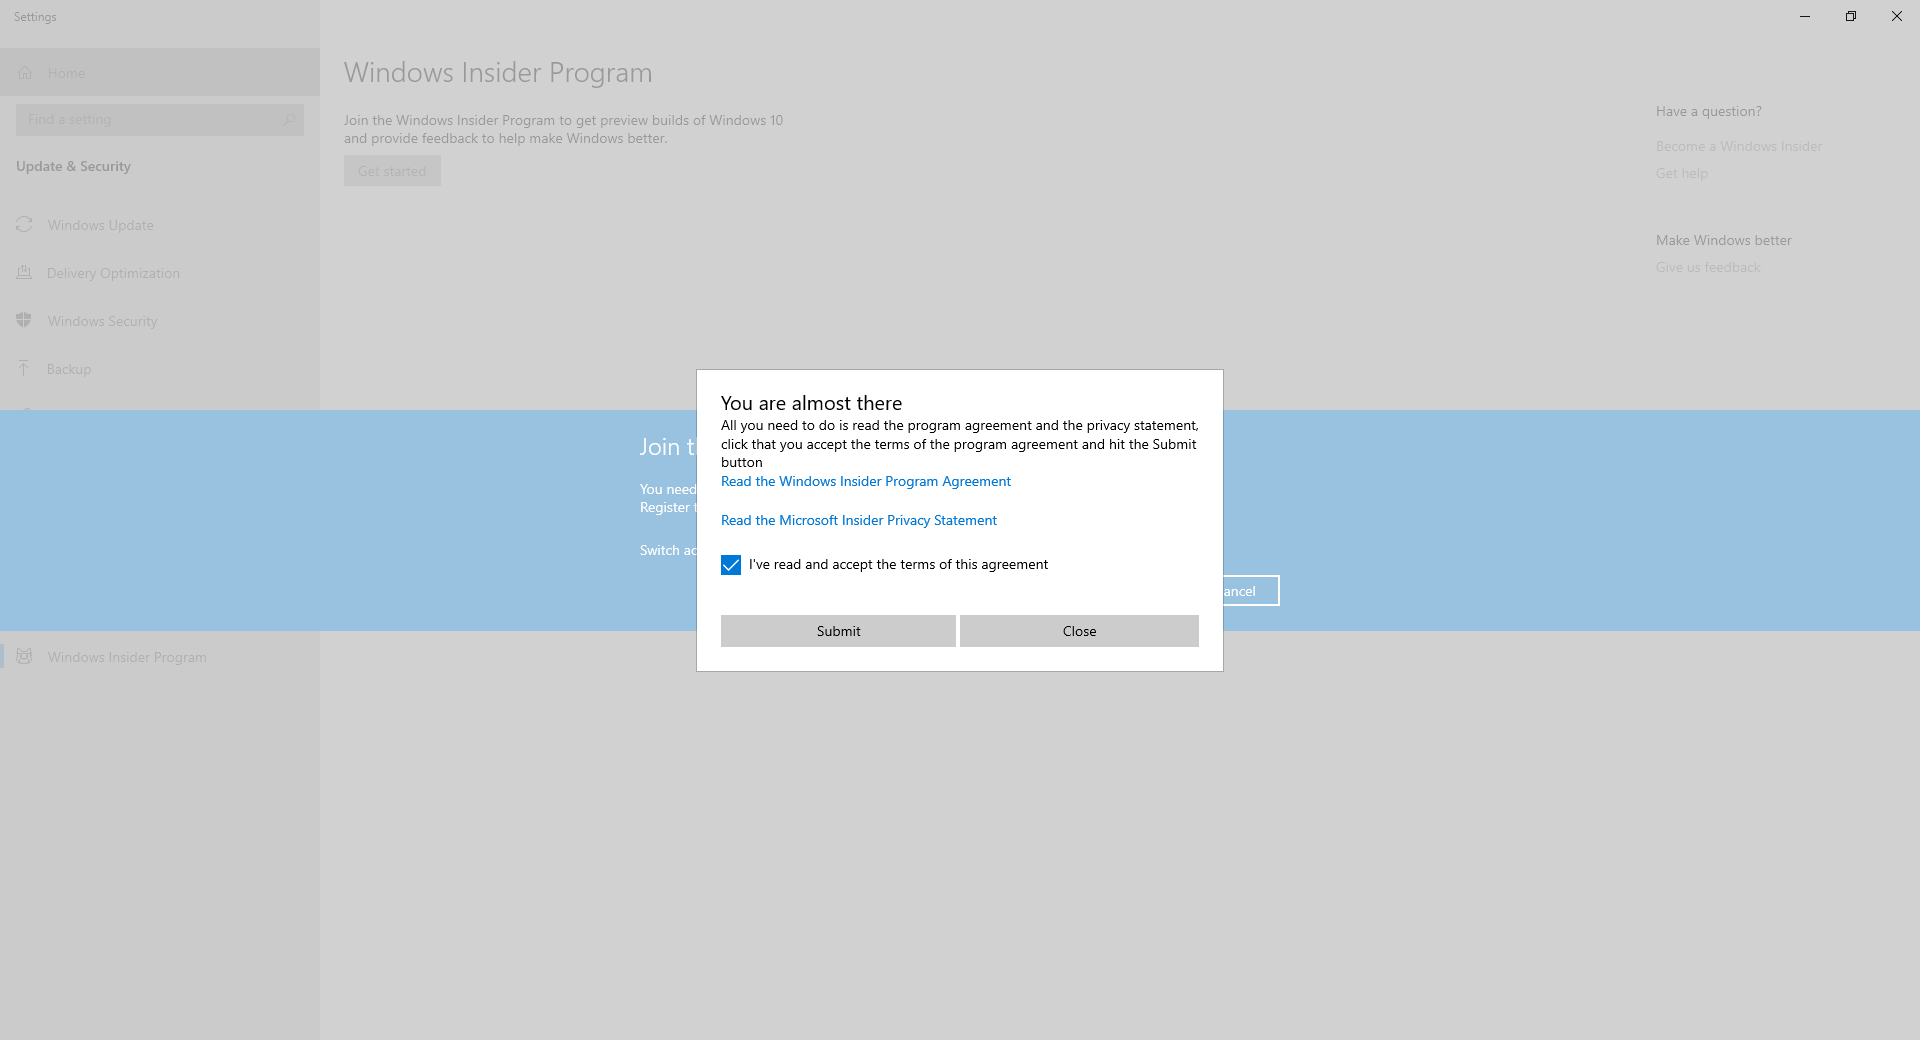 Settings
Home
Find a setting
Update & Security
Windows Update
Delivery Optimization
Windows Security
Backup
Windows Insider Program
Windows Insider Program
Join the Windows Insider Program to get preview builds of Windows 10
and provide feedback to help make Windows better.
Get started
Have a question?
Become a Windows Insider
Get help
Make Windows better
Give us feedback
Join
You need
Register
Switch
You are almost there
All you need to do is read the program agreement and the privacy statement,
click that you accept the terms of the program agreement and hit the Submit
button
Read the Windows Insider Program Agreement
Read the Microsoft Insider Privacy Statement
I've read and accept the terms of this agreement
Submit
Close